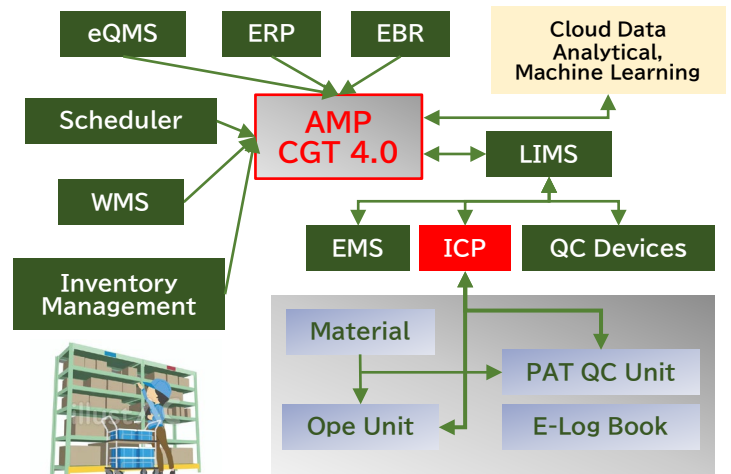 eQMS
ERP
EBR
Cloud Data
Analytical,
Machine Learning
Scheduler
AMP
CGT 4.0
LIMS
WMS
EMS
ICP
QC Devices
Inventory
Management
Material
PAT QC Unit
Ope Unit
E-Log Book